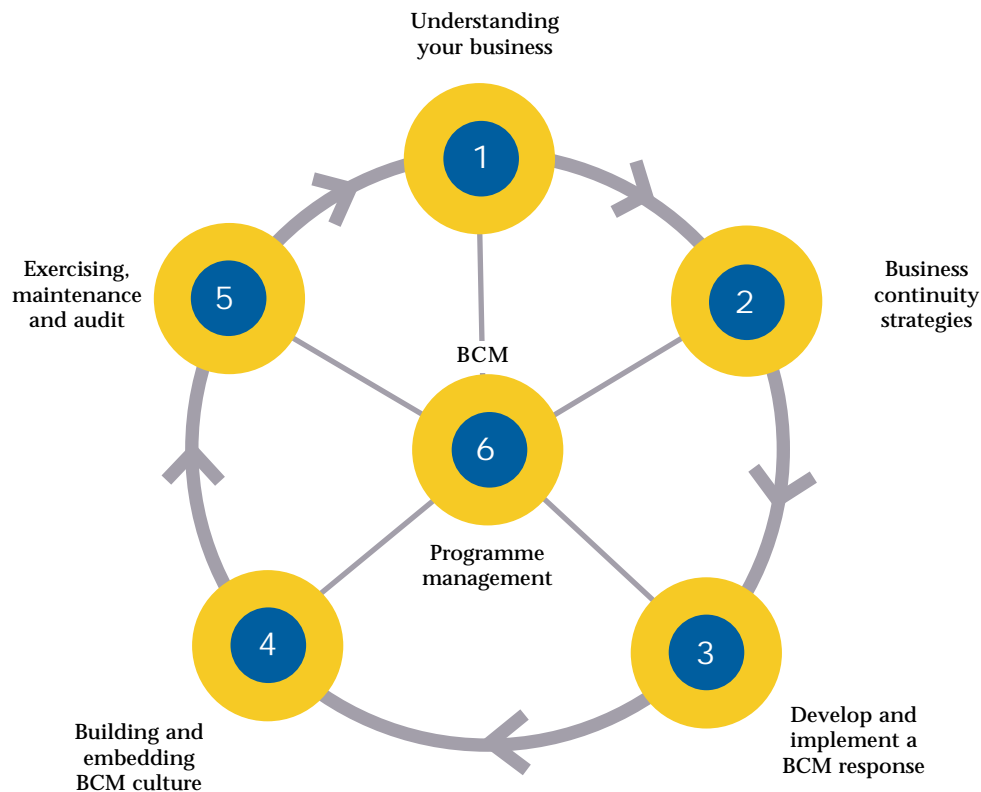 Understanding
your business
1
2
Business
continuity
strategies
3
Develop and
implement a
BCM response
4
Building and
embedding
BCM culture
5
Exercising,
maintenance
and audit
BCM
6
Programme
management